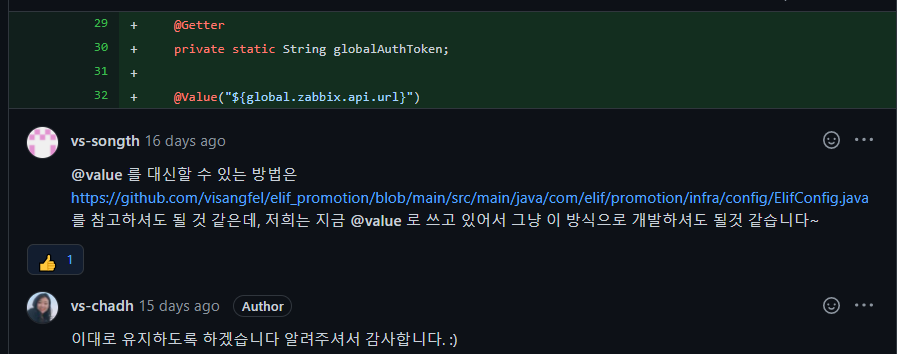 29 + @Getter
30 + private static String globalAuthToken;
31 +
32 + @Value("${global.zabbix.api.url}")
vs-songth 16 days ago
@value 를 대신할 수 있는 방법은
https://github.com/visangfel/elif_promotion/blob/main/src/main/java/com/elif/promotion/infra/config/ElifConfig.java
를 참고하셔도 될 것 같은데, 저희는 지금 @value 로 쓰고 있어서 그냥 이 방식으로 개발하셔도 될것 같습니다~
👍 1
vs-chadh 15 days ago Author
이대로 유지하도록 하겠습니다 알려주셔서 감사합니다. :)